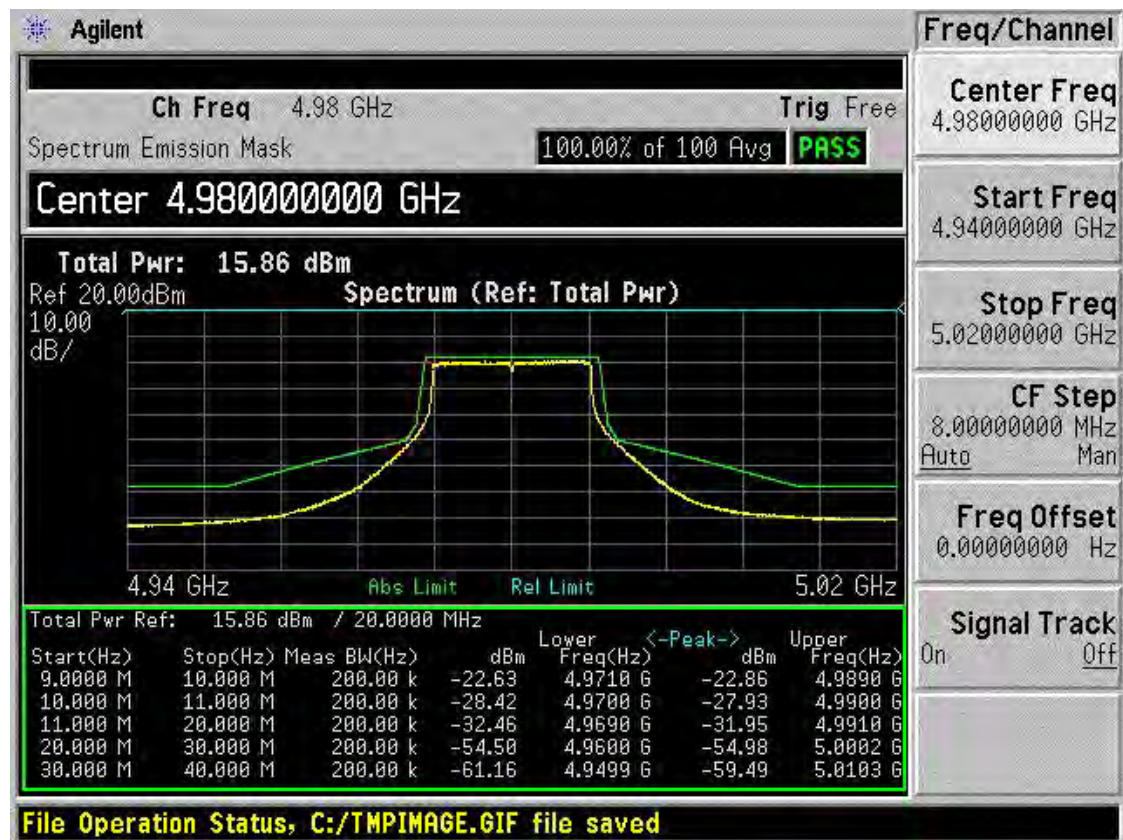 Agilent
Freq/Channel
Ch Freq 4.98 GHz Trig Free
Spectrum Emission Mask 100.00% of 100 Avg PASS
Center 4.980000000 GHz
Total Pwr: 15.86 dBm
Ref 20.00dBm Spectrum (Ref: Total Pwr)
10.00
dB/
4.94 GHz Abs Limit Rel Limit 5.02 GHz
Total Pwr Ref: 15.86 dBm / 20.0000 MHz
Lower <-Peak-> Upper
Start(Hz) Stop(Hz) Meas BW(Hz) dBm Freq(Hz) dBm Freq(Hz)
9.0000 M 10.000 M 200.00 k -22.63 4.9710 G -22.86 4.9890 G
10.000 M 11.000 M 200.00 k -28.42 4.9700 G -27.93 4.9900 G
11.000 M 20.000 M 200.00 k -32.46 4.9690 G -31.95 4.9910 G
20.000 M 30.000 M 200.00 k -54.50 4.9600 G -54.98 5.0002 G
30.000 M 40.000 M 200.00 k -61.16 4.9499 G -59.49 5.0103 G
File Operation Status, C:/TMPIMAGE.GIF file saved
Center Freq
4.98000000 GHz
Start Freq
4.94000000 GHz
Stop Freq
5.02000000 GHz
CF Step
8.00000000 MHz
Auto Man
Freq Offset
0.00000000 Hz
Signal Track
On Off